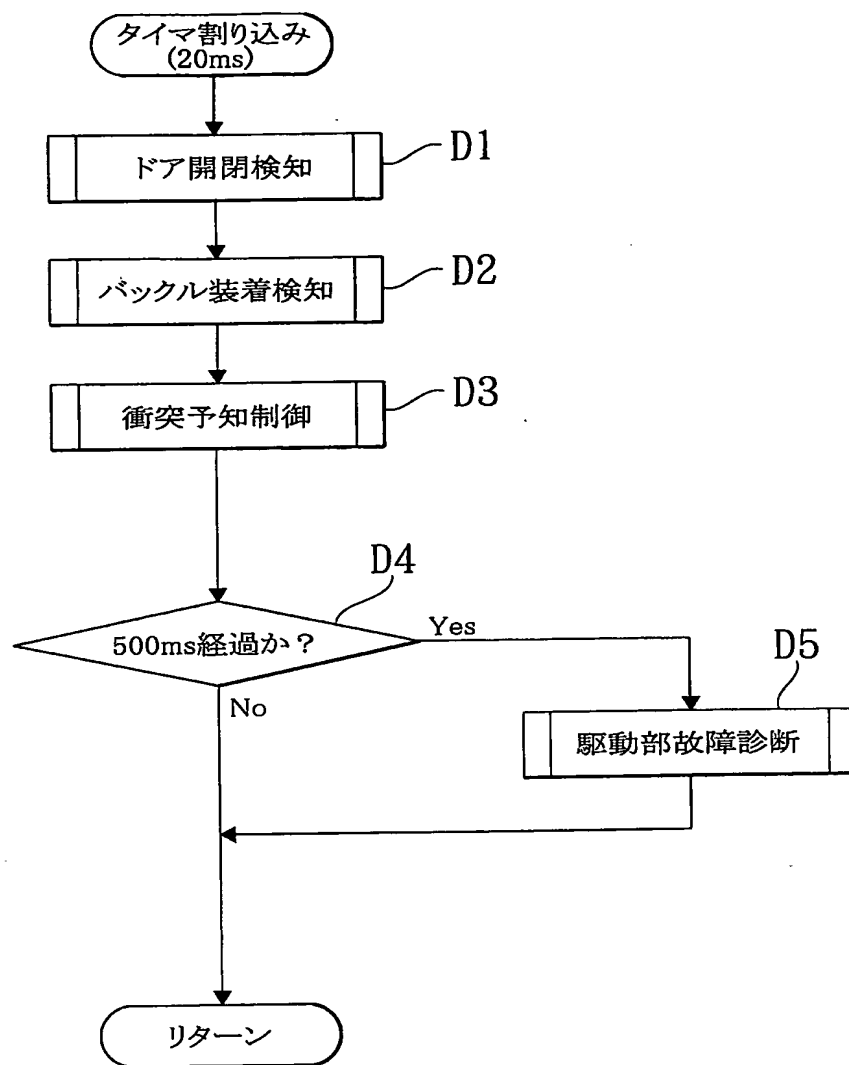 タイマ割り込み
(20ms)
ドア開閉検知
D1
バックル装着検知
D2
衝突予知制御
D3
D4
500ms経過か？
Yes
No
D5
駆動部故障診断
リターン